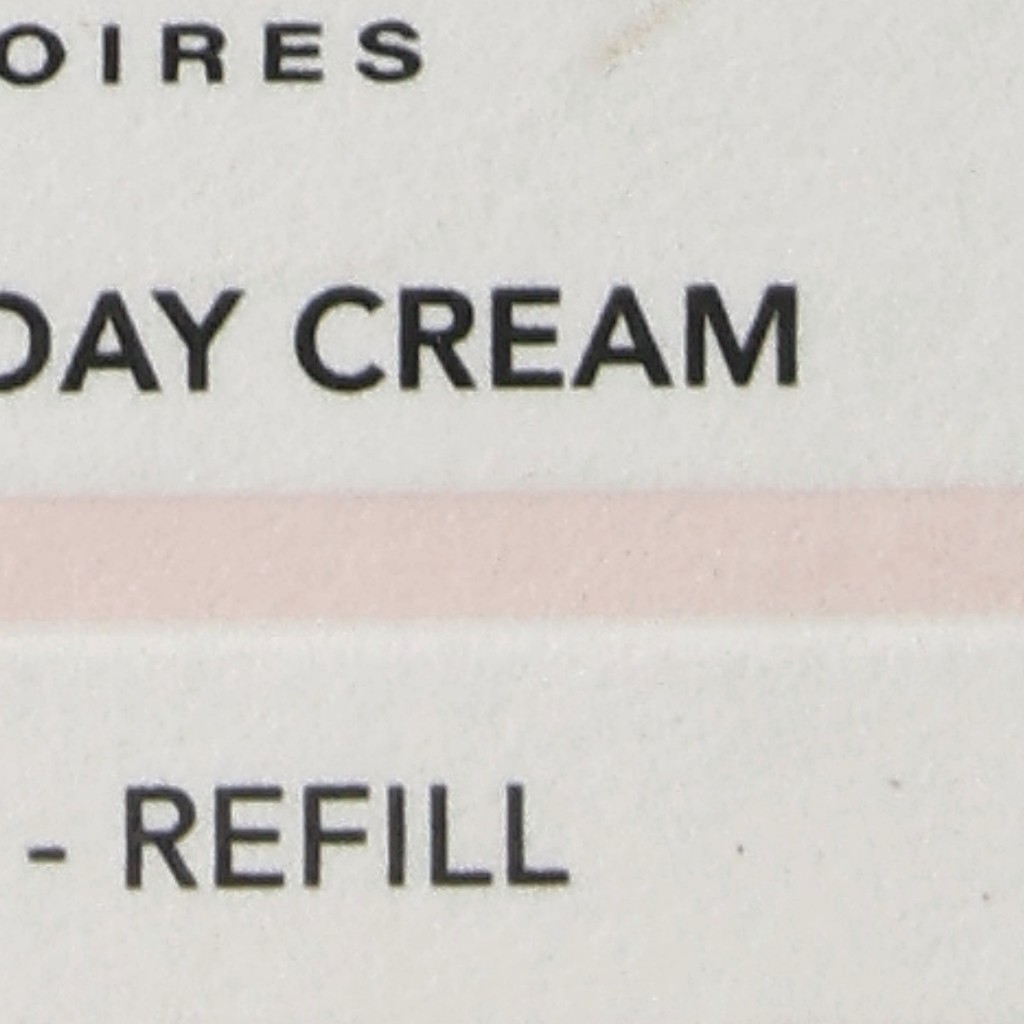 OIRES
DAY CREAM
- REFILL